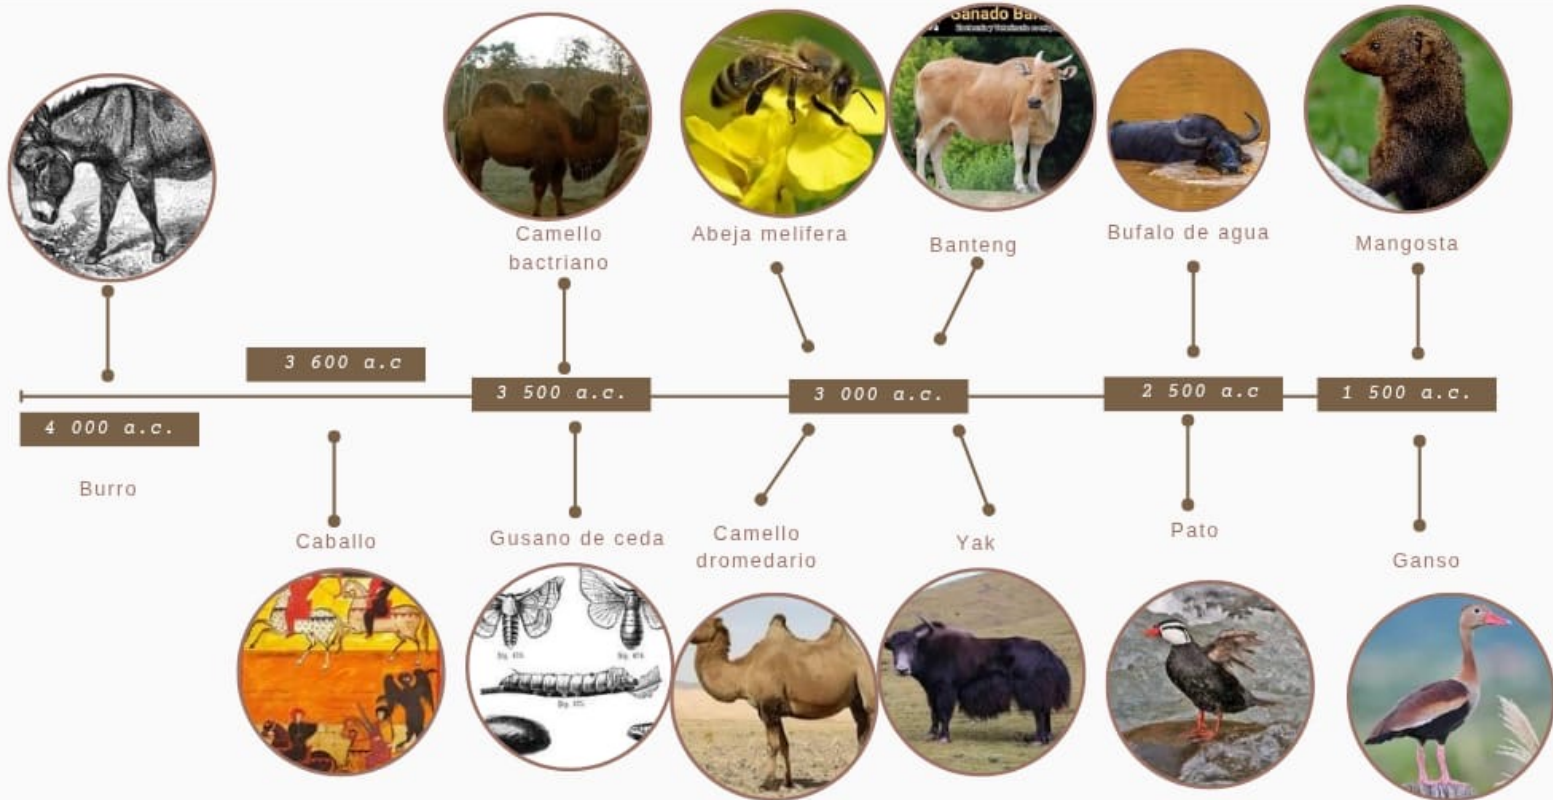 Ganado
Camello
bactriano
Abeja melifera
Banteng
Bufalo de agua
Mangosta
3 600 a.c
3 500 a.c.
3 000 a.c.
2 500 a.c
1 500 a.c.
4 000 a.c.
Burro
Caballo
Gusano de ceda
Camello
dromedario
Yak
Pato
Ganso